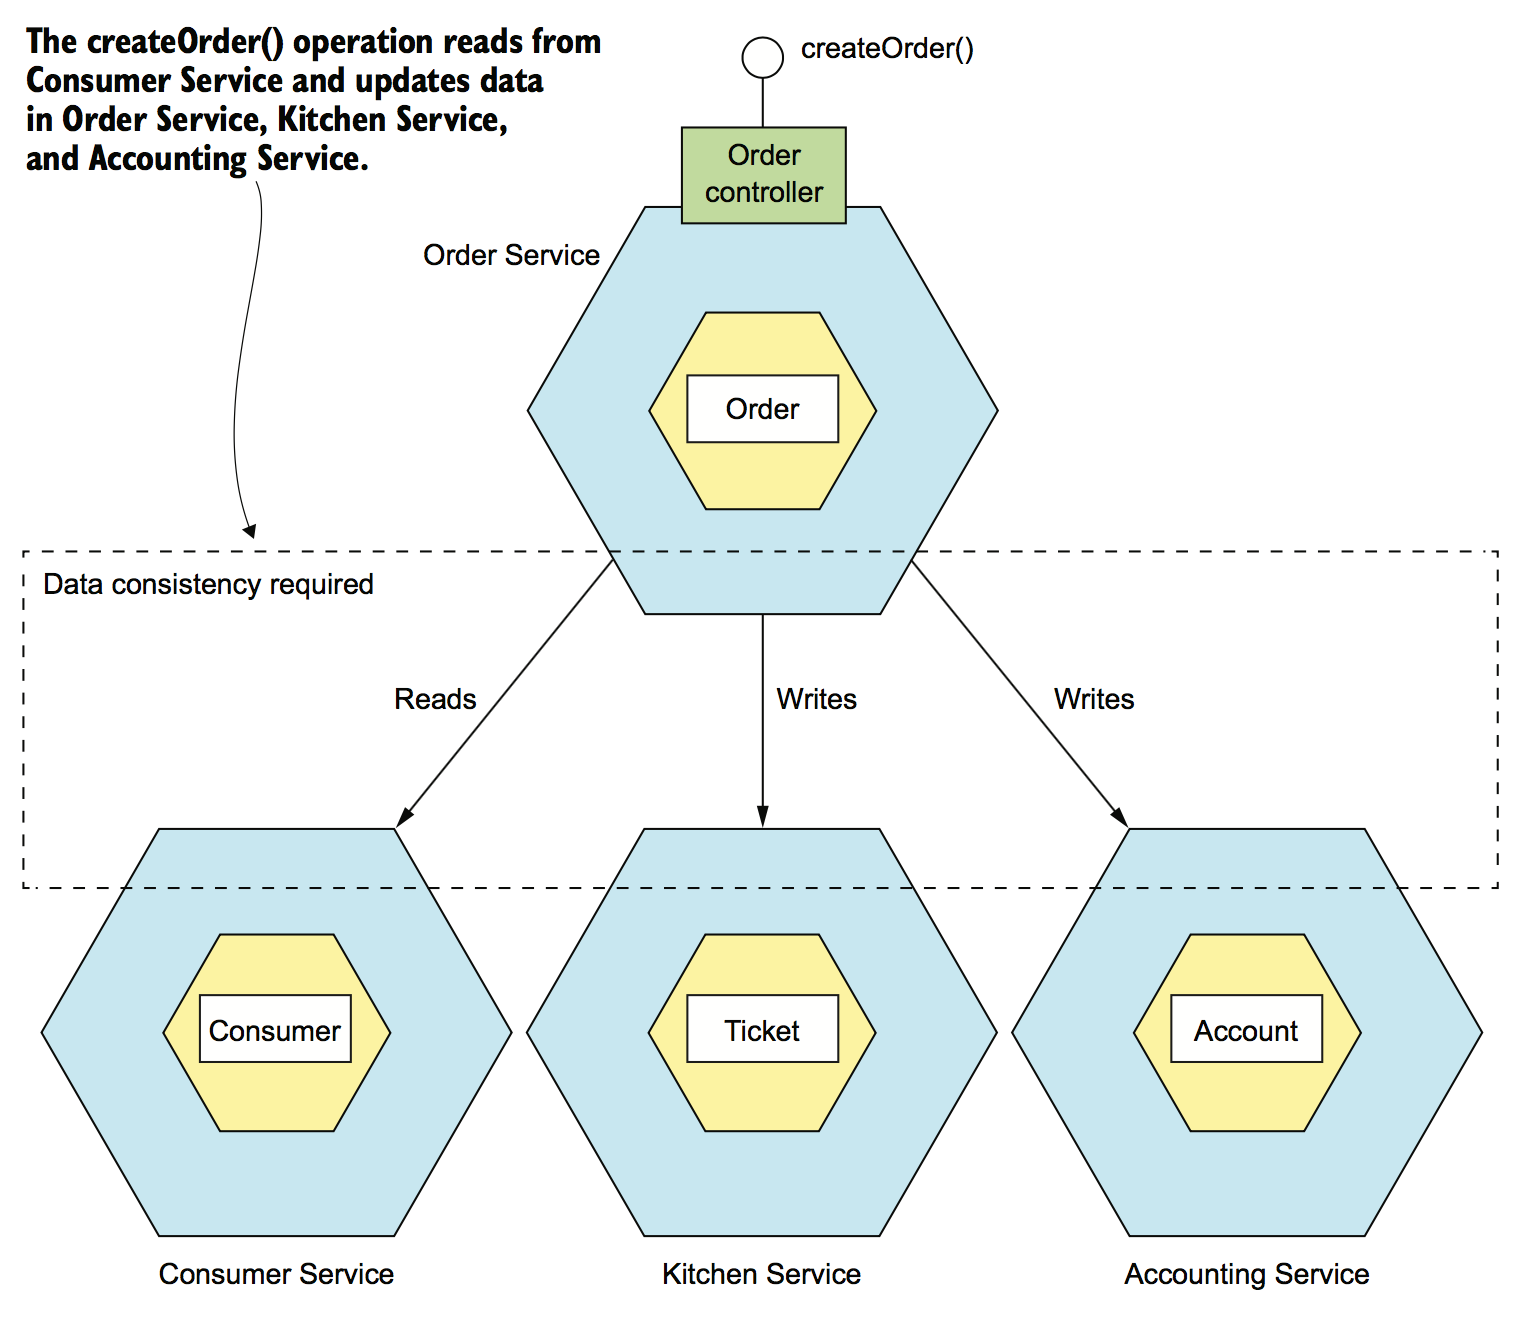 The createOrder() operation reads from
Consumer Service and updates data
in Order Service, Kitchen Service,
and Accounting Service.
createOrder()
Order
controller
Order Service
Order
Data consistency required
Reads
Writes
Writes
Consumer
Ticket
Account
Consumer Service
Kitchen Service
Accounting Service